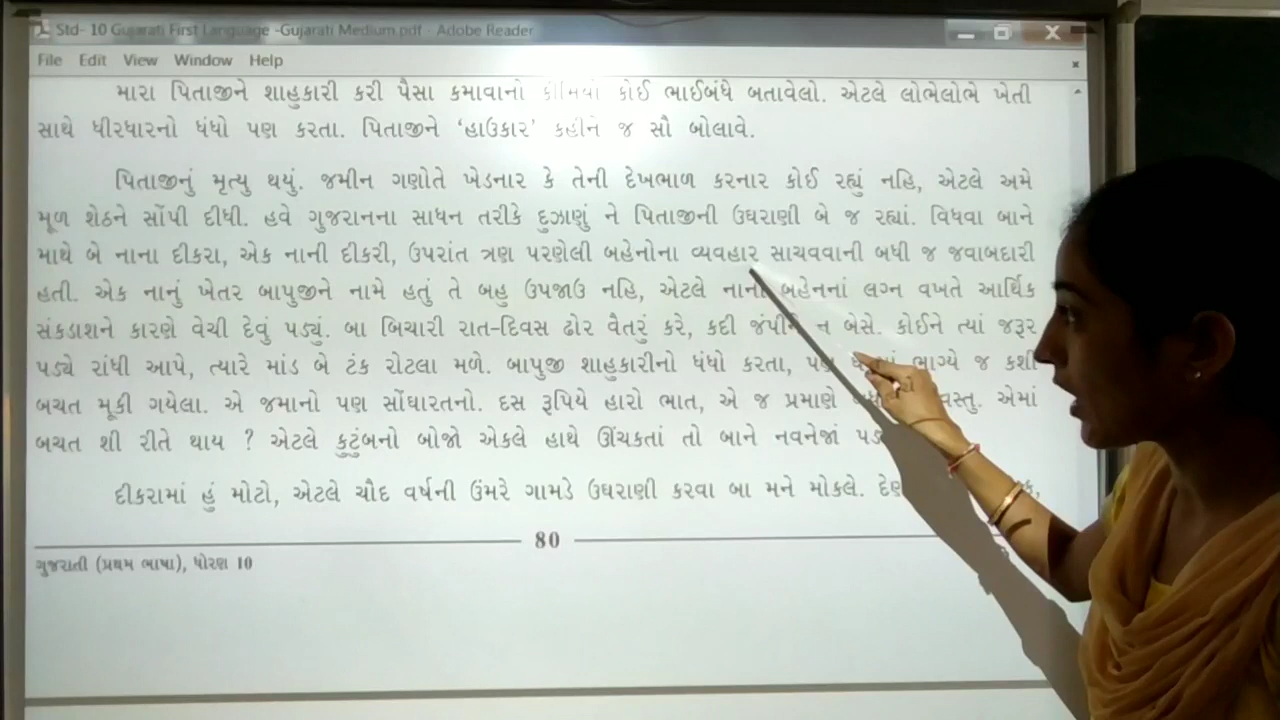 Std- 10 Gujarati First Language -Gujarati Medium.pdf - Adobe Reader
File Edit View Window Help
મારા પિતાજીને શાહુકારી કરી પૈસા કમાવાનો કોઈ ભાઈબંધે બતાવેલો. એટલે લોભેલોભે ખેતી
સાથે ધીરધારનો ધંધો પણ કરતા. પિતાજીને ‘હાઉકાર’ કહીને જ સૌ બોલાવે.
પિતાજીનું મૃત્યુ થયું. જમીન ગણોતે ખેડનાર કે તેની દેખભાળ કરનાર કોઈ રહ્યું નહિ, એટલે અમે
મૂળ શેઠને સોંપી દીધી. હવે ગુજરાનના સાધન તરીકે દુઝાણું ને પિતાજીની ઉઘરાણી બે જ રહ્યાં. વિધવા બાને
માથે બે નાના દીકરા, એક નાની દીકરી, ઉપરાંત ત્રણ પરણેલી બહેનોના વ્યવહાર સાચવવાની બધી જ જવાબદારી
હતી. એક નાનું ખેતર બાપુજીને નામે હતું તે બહુ ઉપજાઉ નહિ, એટલે નાની બહેનનાં લગ્ન વખતે આર્થિક
સંકડાશને કારણે વેચી દેવું પડ્યું. બા બિચારી રાત-દિવસ ઢોર વૈતરું કરે, કદી જંપીને ન બેસે. કોઈને ત્યાં જરૂર
પડ્યે રાંધી આપે, ત્યારે માંડ બે ટંક રોટલા મળે. બાપુજી શાહુકારીનો ધંધો કરતા, પણ ભાગ્યે જ કશી
બચત મૂકી ગયેલા. એ જમાનો પણ સોંઘારતનો. દસ રૂપિયે હારો ભાત, એ જ પ્રમાણે વસ્તુ. એમાં
બચત શી રીતે થાય ? એટલે કુટુંબનો બોજો એકલે હાથે ઊંચકતાં તો બાને નવનેજાં
દીકરામાં હું મોટો, એટલે ચૌદ વર્ષની ઉંમરે ગામડે ઉઘરાણી કરવા બા મને મોકલે.
80
ગુજરાતી (પ્રથમ ભાષા), ધોરણ 10